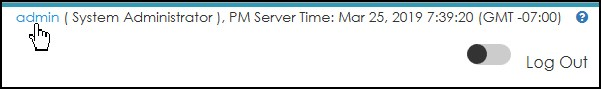 admin ( System Administrator ), PM Server Time: Mar 25, 2019 7:39:20 (GMT -07:00) ?
Log Out